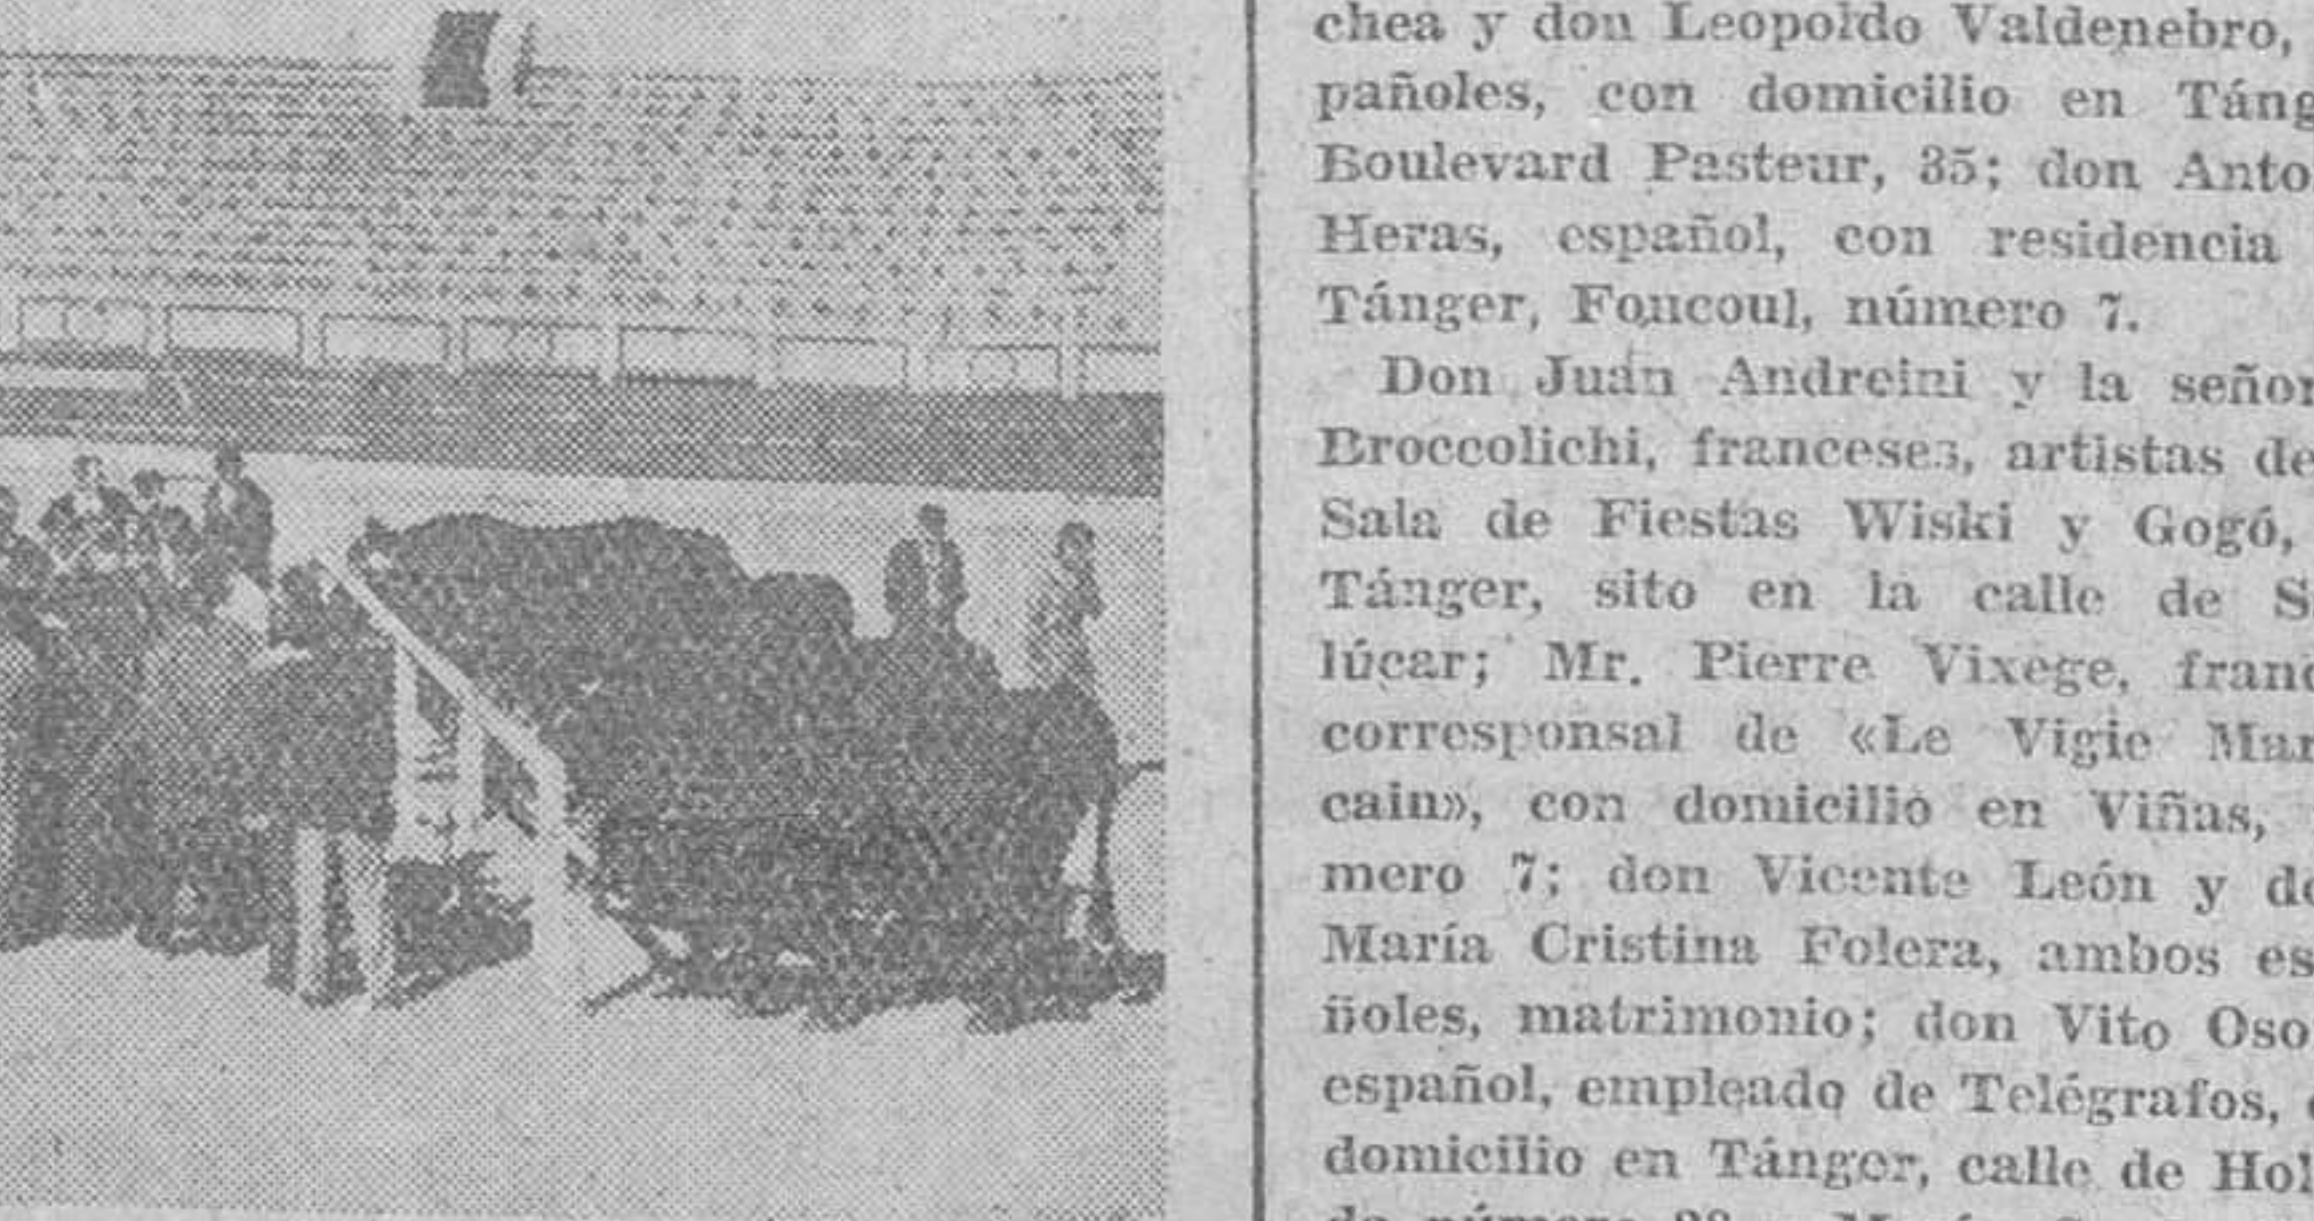 chea y don Leopoldo Valdenebro,
pañoles, con domicilio en Táng
Boulevard Pasteur, 35; don Anto
Heras, español, con residencia
Tánger, Foucoul, número 7.
Don Juan Andreini y la señor
Broccolichi, franceses, artistas de
Sala de Fiestas Wiski y Gogó,
Tánger, sito en la calle de S
lúcar; Mr. Pierre Vixege, franc
corresponsal de «Le Vigie Mar
cain», con domicilio en Viñas,
mero 7; don Vicente León y do
María Cristina Folera, ambos es
ñoles, matrimonio; don Vito Oso
español, empleado de Telégrafos,
domicilio en Tánger, calle de Hol